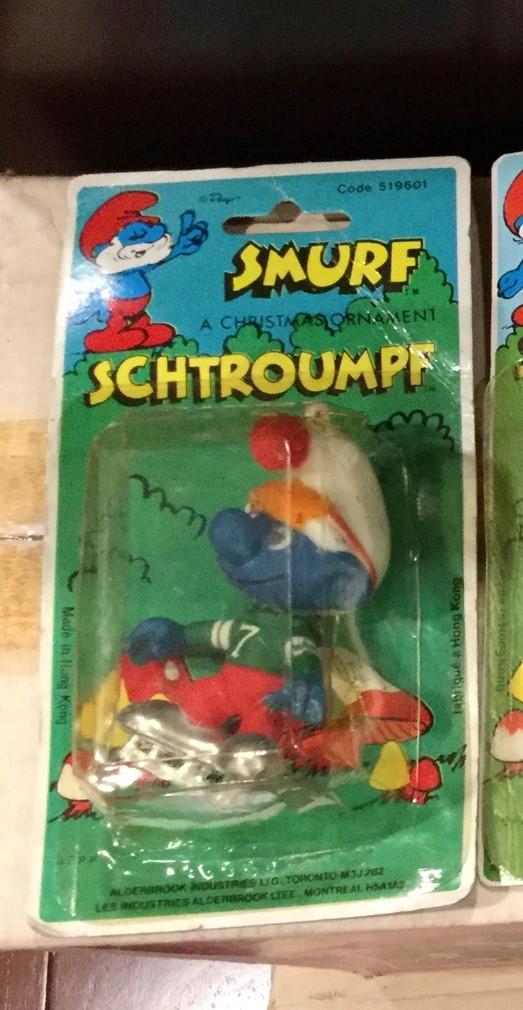 Code 519601
© Peyo
SMURF
A CHRISTMAS ORNAMENT
SCHTROUMPF
7
Made in Hong Kong
Fabriqué à Hong Kong
ALDERBROOK INDUSTRIES LTD., TORONTO M3J 2B2
LES INDUSTRIES ALDERBROOK LTEE., MONTREAL H5A1A2